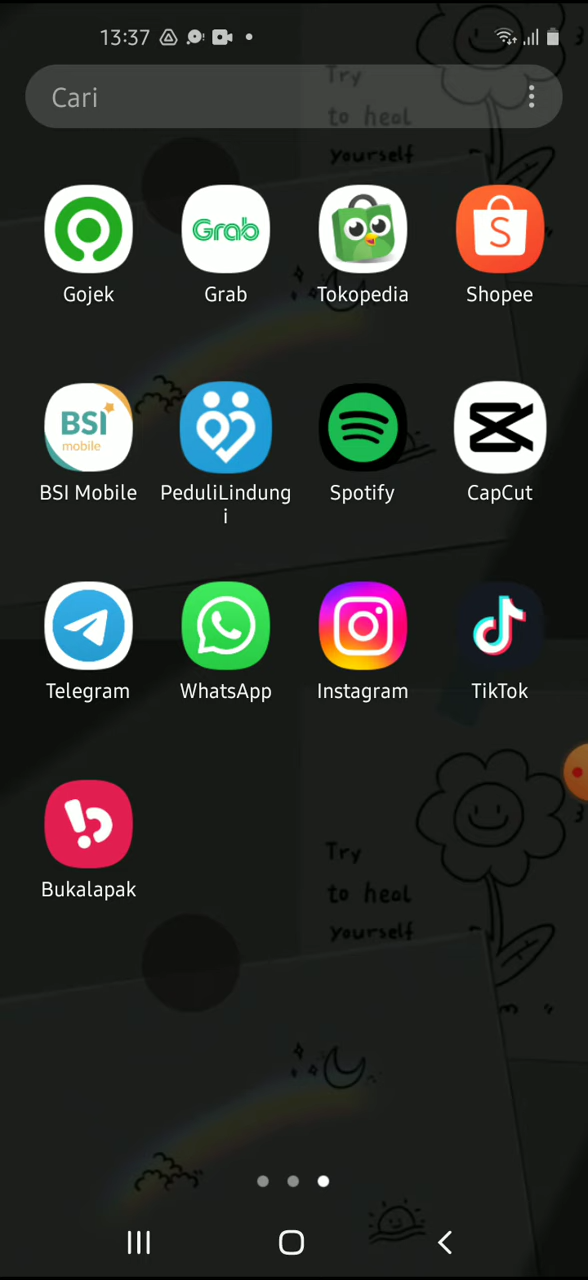 13:37
Cari
Try
to heal
yourself
Grab
S
Gojek
Grab
Tokopedia
Shopee
BSI
mobile
BSI Mobile
PeduliLindung
i
Spotify
CapCut
Telegram
WhatsApp
Instagram
TikTok
Bukalapak
Try
to heal
yourself